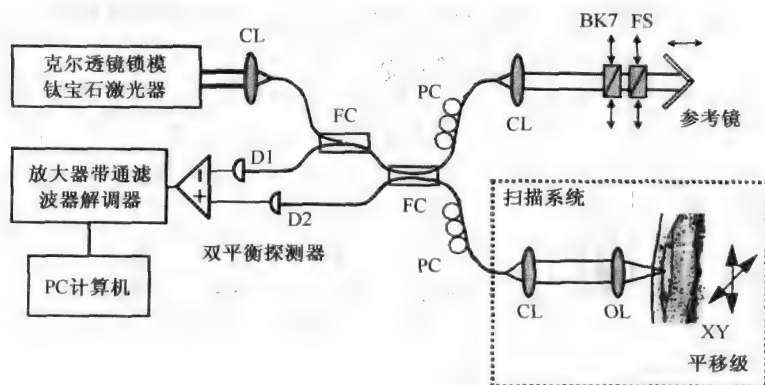 克尔透镜锁模
钛宝石激光器
CL
FC
PC
CL
BK7
FS
参考镜
放大器带通滤
波器解调器
-
+
D1
D2
双平衡探测器
FC
PC
PC计算机
扫描系统
CL
OL
XY
平移级